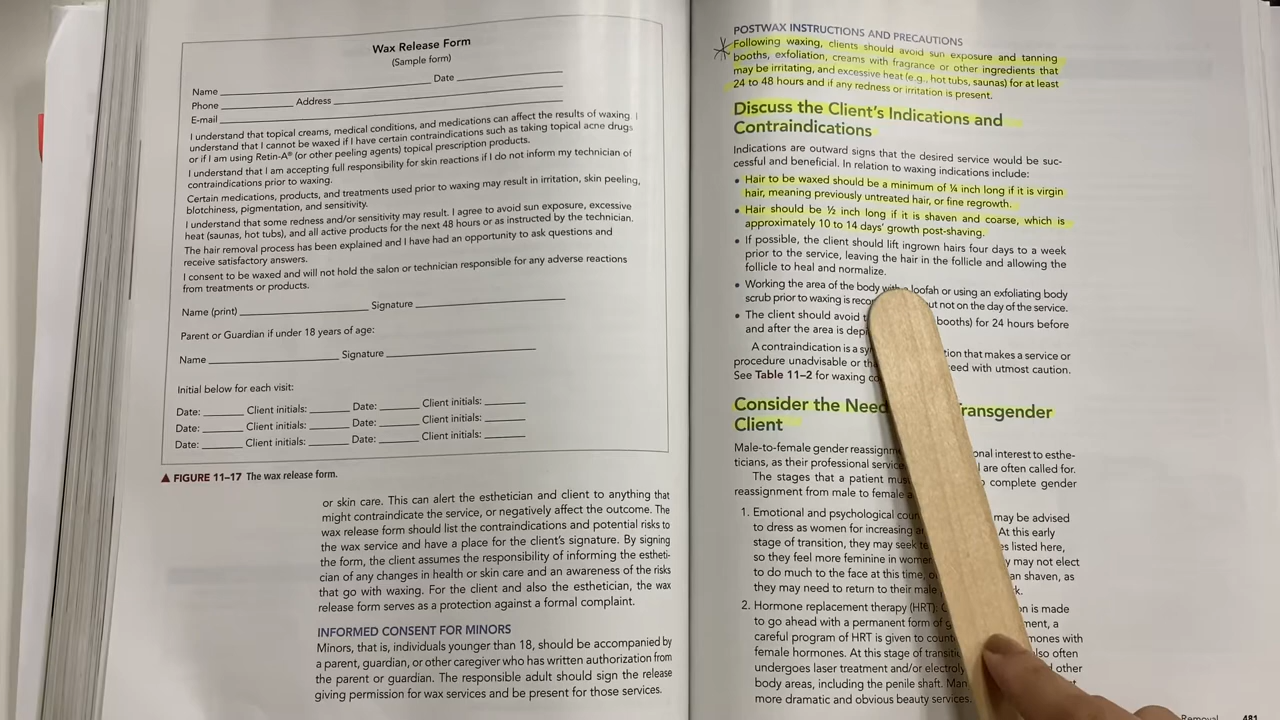 Wax Release Form
(Sample form)
Name Date
Phone Address
E-mail
I understand that topical creams, medical conditions, and medications can affect the results of waxing. I
understand that I cannot be waxed if I have certain contraindications such as taking topical acne drugs
or if I am using Retin-A® (or other peeling agents) topical prescription products.
I understand that I am accepting full responsibility for skin reactions if I do not inform my technician of
contraindications prior to waxing.
Certain medications, products, and treatments used prior to waxing may result in irritation, skin peeling,
blotchiness, pigmentation, and sensitivity.
I understand that some redness and/or sensitivity may result. I agree to avoid sun exposure, excessive
heat (saunas, hot tubs), and all active products for the next 48 hours or as instructed by the technician.
The hair removal process has been explained and I have had an opportunity to ask questions and
receive satisfactory answers.
I consent to be waxed and will not hold the salon or technician responsible for any adverse reactions
from treatments or products.
Name (print) Signature
Parent or Guardian if under 18 years of age:
Name Signature
Initial below for each visit:
Date: Client initials: Date: Client initials:
Date: Client initials: Date: Client initials:
Date: Client initials: Date: Client initials:
▲ FIGURE 11–17 The wax release form.
or skin care. This can alert the esthetician and client to anything that
might contraindicate the service, or negatively affect the outcome. The
wax release form should list the contraindications and potential risks to
the wax service and have a place for the client's signature. By signing
the form, the client assumes the responsibility of informing the estheti-
cian of any changes in health or skin care and an awareness of the risks
that go with waxing. For the client and also the esthetician, the wax
release form serves as a protection against a formal complaint.
INFORMED CONSENT FOR MINORS
Minors, that is, individuals younger than 18, should be accompanied by
a parent, guardian, or other caregiver who has written authorization from
the parent or guardian. The responsible adult should sign the release
giving permission for wax services and be present for those services.
POSTWAX INSTRUCTIONS AND PRECAUTIONS
Following waxing, clients should avoid sun exposure and tanning
booths, exfoliation, creams with fragrance or other ingredients that
may be irritating, and excessive heat (e.g., hot tubs, saunas) for at least
24 to 48 hours and if any redness or irritation is present.
Discuss the Client's Indications and
Contraindications
Indications are outward signs that the desired service would be suc-
cessful and beneficial. In relation to waxing indications include:
• Hair to be waxed should be a minimum of ¼ inch long if it is virgin
hair, meaning previously untreated hair, or fine regrowth.
• Hair should be ½ inch long if it is shaven and coarse, which is
approximately 10 to 14 days' growth post-shaving.
• If possible, the client should lift ingrown hairs four days to a week
prior to the service, leaving the hair in the follicle and allowing the
follicle to heal and normalize.
• Working the area of the body with a loofah or using an exfoliating body
scrub prior to waxing is but not on the day of the service.
• The client should avoid booths) for 24 hours before
and after the area is
A contraindication is a that makes a service or
procedure unadvisable or with utmost caution.
See Table 11–2 for waxing
Consider the Transgender
Client
Male-to-female gender interest to esthe-
ticians, as their professional are often called for.
The stages that a patient complete gender
reassignment from male to female
1. Emotional and psychological may be advised
to dress as women for increasing At this early
stage of transition, they may seek listed here,
so they feel more feminine in may not elect
to do much to the face at this time, shaven, as
they may need to return to their male
2. Hormone replacement therapy (HRT): is made
to go ahead with a permanent form of a
careful program of HRT is given to with
female hormones. At this stage of also often
undergoes laser treatment and/or other
body areas, including the penile shaft.
more dramatic and obvious beauty services.
Removal 481